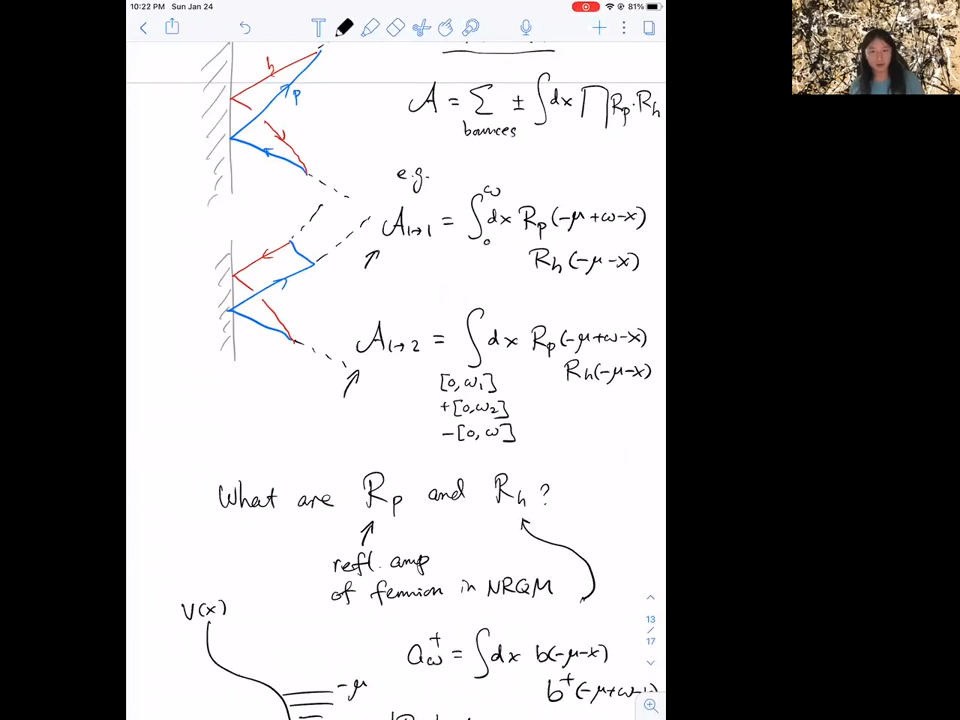 10:22 PM Sun Jan 24
81%
h
p
A = Σ ± ∫dx ∏ Rp · Rh
bounces
e.g.
A1→1 = ∫0^ω dx Rp(-μ+ω-x)
Rh(-μ-x)
A1→2 = ∫ dx Rp(-μ+ω-x)
Rh(-μ-x)
[0,ω1]
+[0,ω2]
-[0,ω]
What are Rp and Rh?
refl. amp
of fermion in NRQM
V(x)
aω† = ∫dx b(-μ-x)
-μ
13
/
17